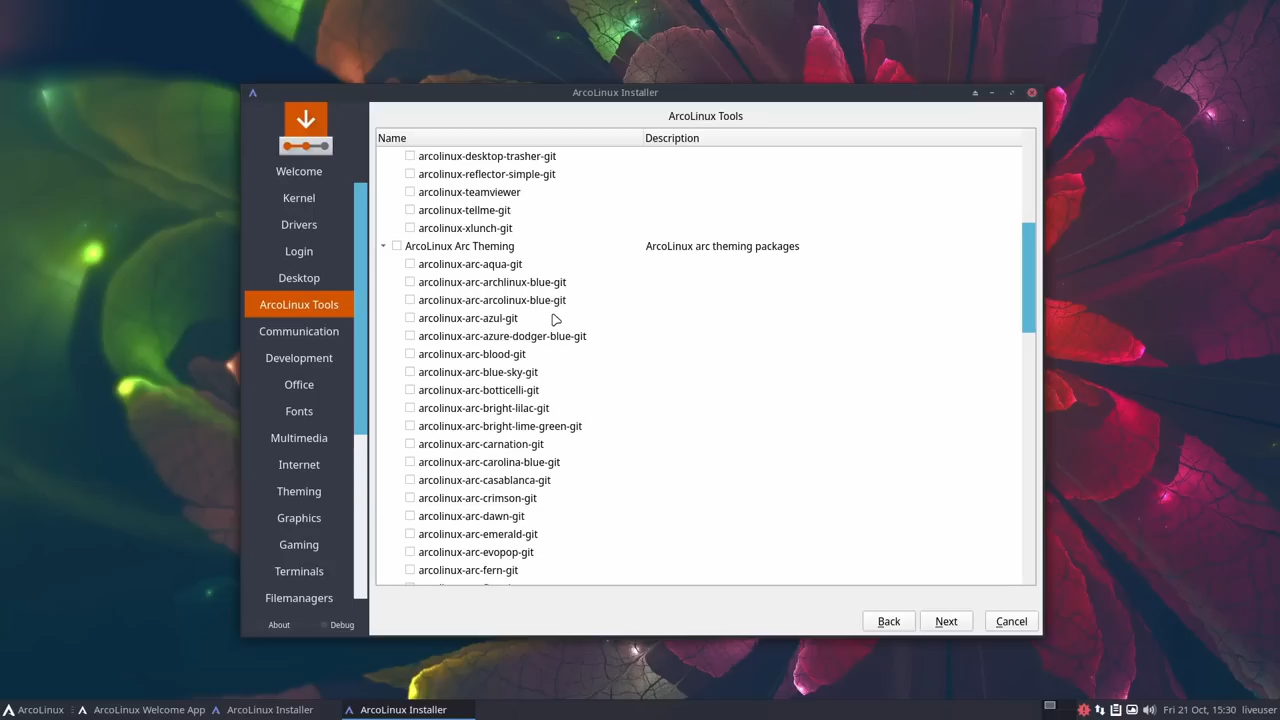 ArcoLinux Installer
Welcome
Kernel
Drivers
Login
Desktop
ArcoLinux Tools
Communication
Development
Office
Fonts
Multimedia
Internet
Theming
Graphics
Gaming
Terminals
Filemanagers
About Debug
ArcoLinux Tools
Name Description
arcolinux-desktop-trasher-git
arcolinux-reflector-simple-git
arcolinux-teamviewer
arcolinux-tellme-git
arcolinux-xlunch-git
ArcoLinux Arc Theming ArcoLinux arc theming packages
arcolinux-arc-aqua-git
arcolinux-arc-archlinux-blue-git
arcolinux-arc-arcolinux-blue-git
arcolinux-arc-azul-git
arcolinux-arc-azure-dodger-blue-git
arcolinux-arc-blood-git
arcolinux-arc-blue-sky-git
arcolinux-arc-botticelli-git
arcolinux-arc-bright-lilac-git
arcolinux-arc-bright-lime-green-git
arcolinux-arc-carnation-git
arcolinux-arc-carolina-blue-git
arcolinux-arc-casablanca-git
arcolinux-arc-crimson-git
arcolinux-arc-dawn-git
arcolinux-arc-emerald-git
arcolinux-arc-evopop-git
arcolinux-arc-fern-git
Back Next Cancel
ArcoLinux ArcoLinux Welcome App ArcoLinux Installer ArcoLinux Installer Fri 21 Oct, 15:30 liveuser